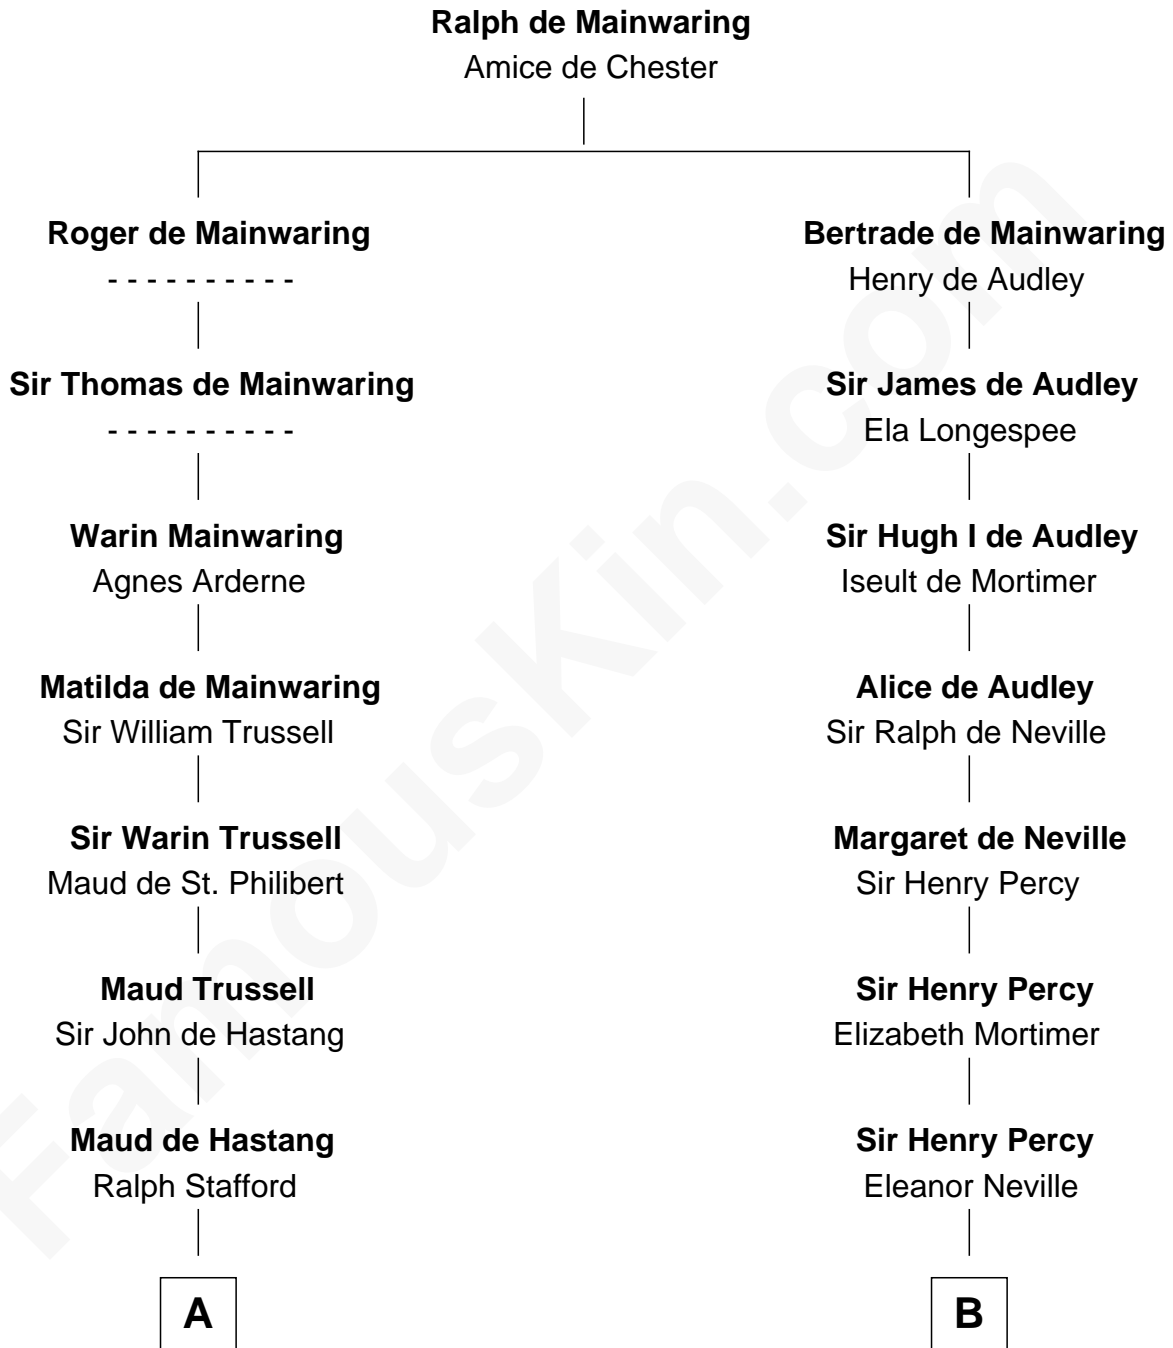 Ralph de Mainwaring
Amice de Chester
Roger de Mainwaring
- - - - - - - - - -
Sir Thomas de Mainwaring
- - - - - - - - - -
Warin Mainwaring
Agnes Arderne
Matilda de Mainwaring
Sir William Trussell
Sir Warin Trussell
Maud de St. Philibert
Maud Trussell
Sir John de Hastang
Maud de Hastang
Ralph Stafford
A
Bertrade de Mainwaring
Henry de Audley
Sir James de Audley
Ela Longespee
Sir Hugh I de Audley
Iseult de Mortimer
Alice de Audley
Sir Ralph de Neville
Margaret de Neville
Sir Henry Percy
Sir Henry Percy
Elizabeth Mortimer
Sir Henry Percy
Eleanor Neville
B
FamousKin.com